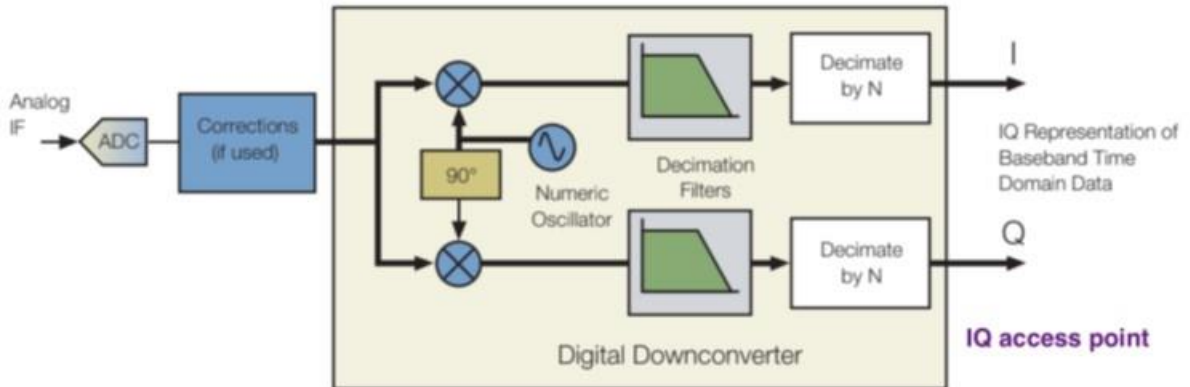 Analog
IF
ADC
Corrections
(if used)
90°
Numeric
Oscillator
Decimation
Filters
Decimate
by N
Decimate
by N
I
IQ Representation of
Baseband Time
Domain Data
Q
IQ access point
Digital Downconverter